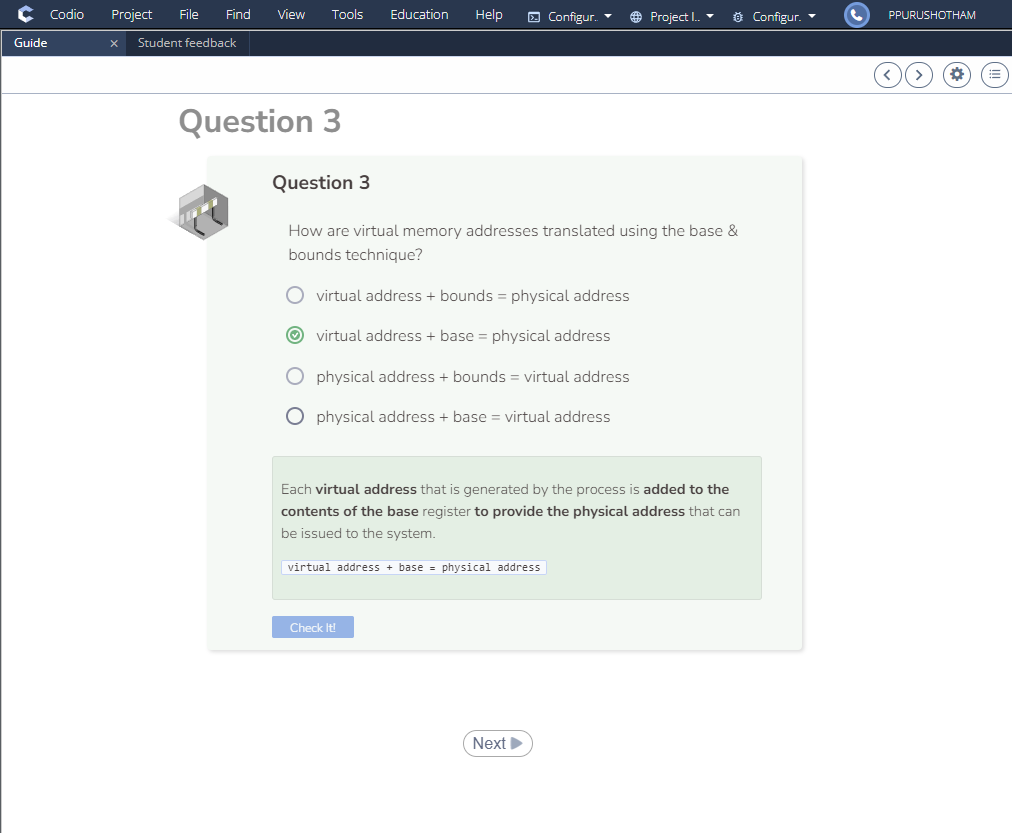 Codio Project File Find View Tools Education Help Configur. Project I.. Configur. PPURUSHOTHAM
Guide × Student feedback
Question 3
Question 3
How are virtual memory addresses translated using the base &
bounds technique?
virtual address + bounds = physical address
virtual address + base = physical address
physical address + bounds = virtual address
physical address + base = virtual address
Each virtual address that is generated by the process is added to the
contents of the base register to provide the physical address that can
be issued to the system.
virtual address + base = physical address
Check It!
Next